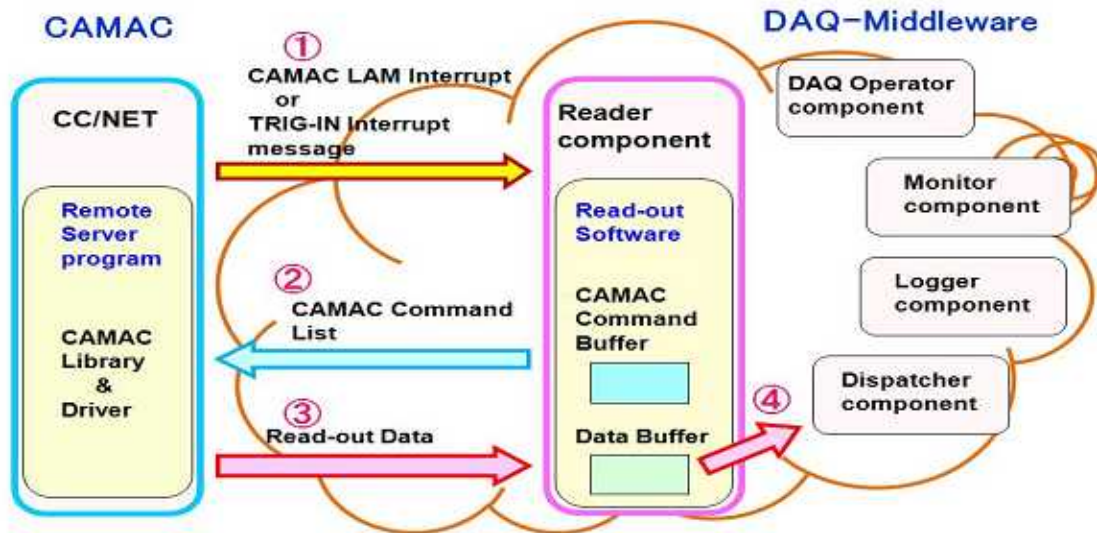 CAMAC
DAQ-Middleware
①
CAMAC LAM Interrupt
or
TRIG-IN Interrupt
message
CC/NET
Remote
Server
program
CAMAC
Library
&
Driver
②
CAMAC Command
List
③
Read-out Data
Reader
component
Read-out
Software
CAMAC
Command
Buffer
Data Buffer
④
DAQ Operator
component
Monitor
component
Logger
component
Dispatcher
component